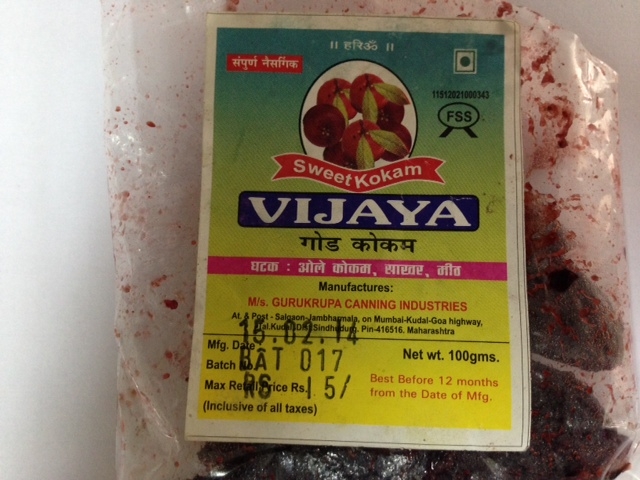 ॥ हरिॐ ॥
संपुर्ण नैसर्गिक
11512021000343
FSS
Sweet Kokam
VIJAYA
गोड कोकम
घटक : ओले कोकम, साखर, मीठ
Manufactures:
M/s. GURUKRUPA CANNING INDUSTRIES
At. & Post - Salgaon-Jambharmala, on Mumbai-Kudal-Goa highway,
Tal.Kudal, Dist. Sindhudurg. Pin-416516. Maharashtra
Mfg. Date : 15.02.14
Batch No. BAT 017
Net wt. 100gms.
Max Retail Price Rs. RS 15/
(Inclusive of all taxes)
Best Before 12 months
from the Date of Mfg.